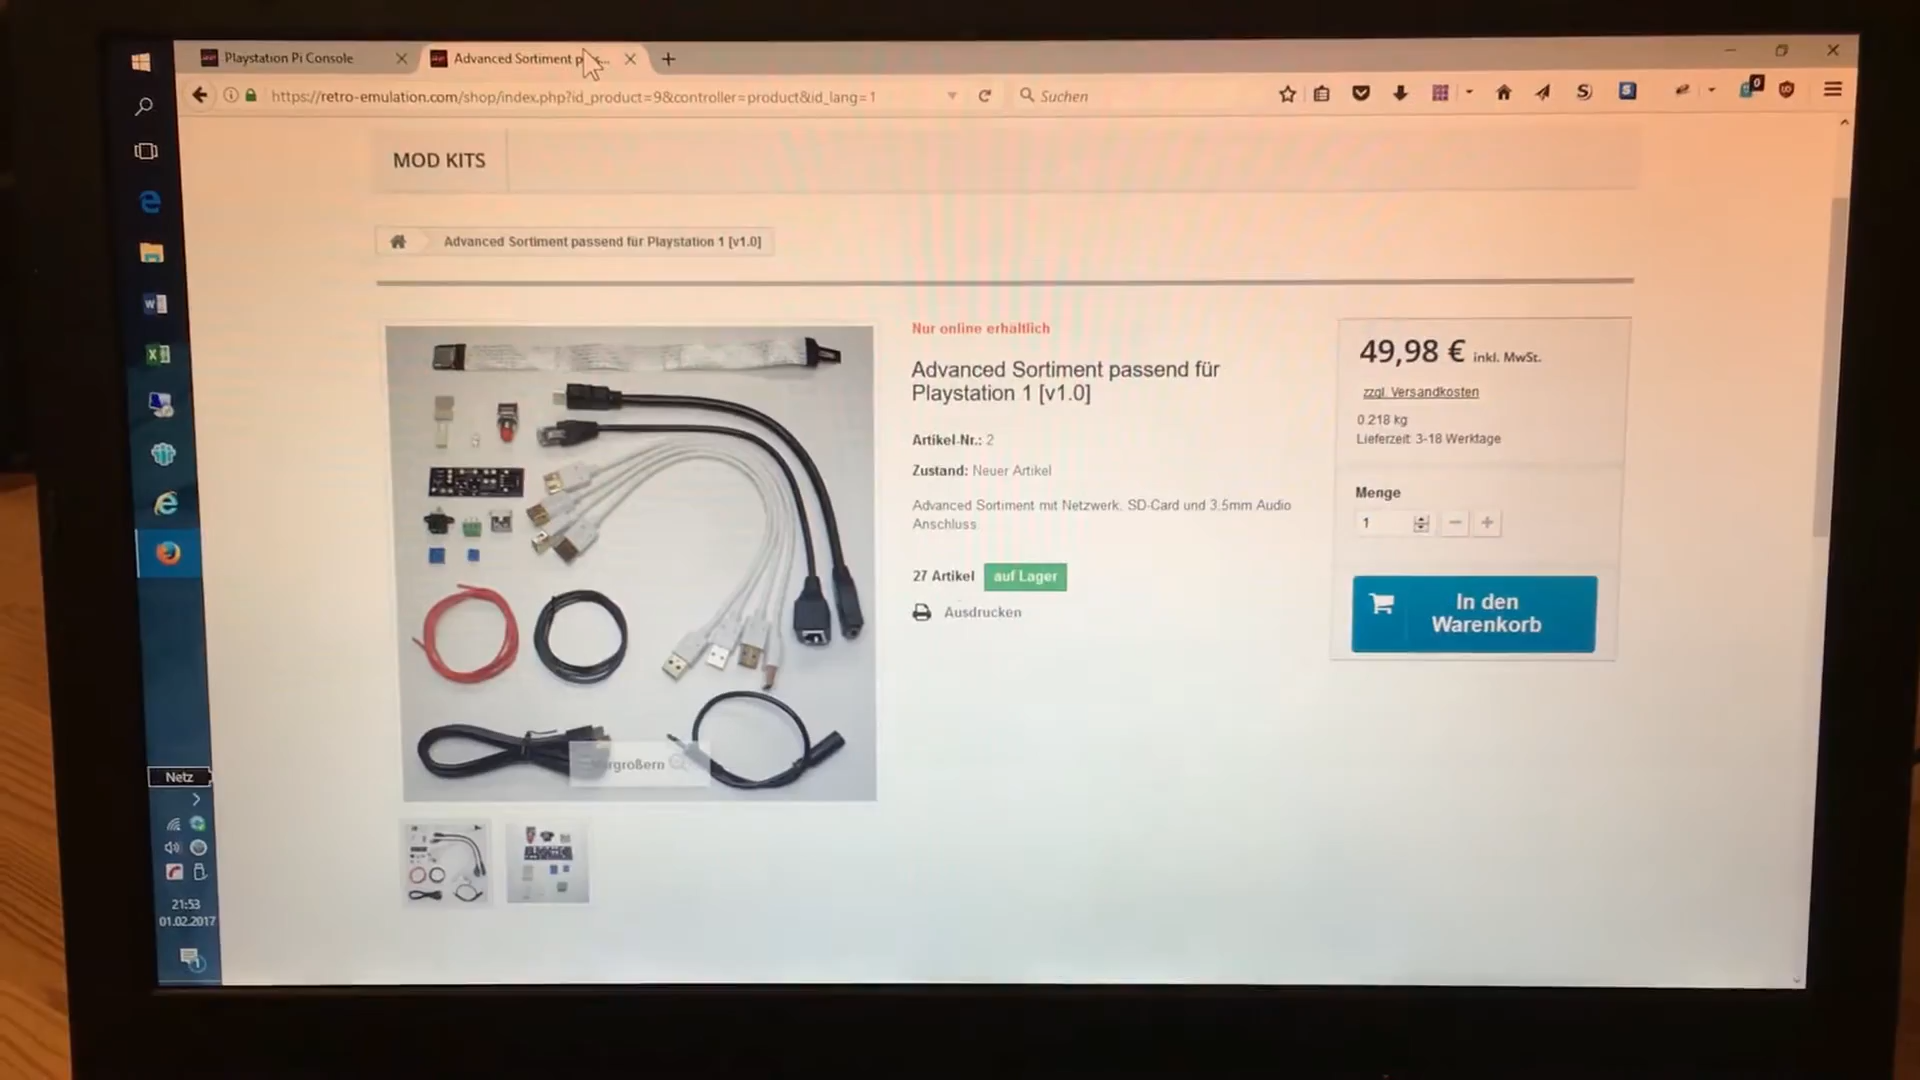 Playstation Pi Console
Advanced Sortiment p
https://retro-emulation.com/shop/index.php?id_product=9&controller=product&id_lang=1
Suchen
0
MOD KITS
Advanced Sortiment passend für Playstation 1 [v1.0]
Nur online erhältlich
Advanced Sortiment passend für
Playstation 1 [v1.0]
Artikel-Nr.: 2
Zustand: Neuer Artikel
Advanced Sortiment mit Netzwerk, SD-Card und 3.5mm Audio
Anschluss
27 Artikel auf Lager
Ausdrucken
49,98 € inkl. MwSt.
zzgl. Versandkosten
0.218 kg
Lieferzeit: 3-18 Werktage
Menge
1
In den
Warenkorb
Netz
21:53
01.02.2017